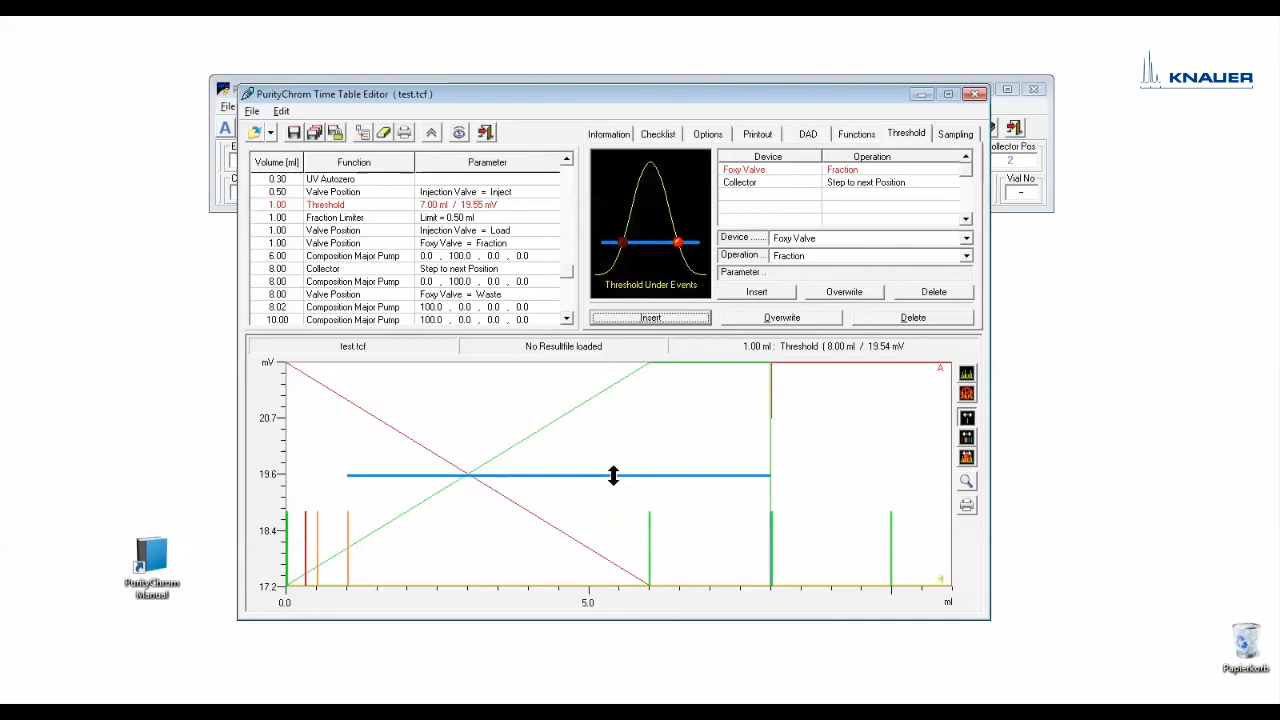 KNAUER
PurityChrom Time Table Editor ( test.tcf )
File
File Edit
A
Information Checklist Options Printout DAD Functions Threshold Sampling
ollector Pos
2
Vial No
-
Volume [ml] Function Parameter
0.30 UV Autozero
0.50 Valve Position Injection Valve = Inject
1.00 Threshold 7.00 ml / 19.55 mV
1.00 Fraction Limiter Limit = 0.50 ml
1.00 Valve Position Injection Valve = Load
1.00 Valve Position Foxy Valve = Fraction
6.00 Composition Major Pump 0.0 , 100.0 , 0.0 , 0.0
8.00 Collector Step to next Position
8.00 Composition Major Pump 0.0 , 100.0 , 0.0 , 0.0
8.00 Valve Position Foxy Valve = Waste
8.02 Composition Major Pump 100.0 , 0.0 , 0.0 , 0.0
10.00 Composition Major Pump 100.0 , 0.0 , 0.0 , 0.0
Threshold Under Events
Device Operation
Foxy Valve Fraction
Collector Step to next Position
Device ....... Foxy Valve
Operation ... Fraction
Parameter ..
Insert Overwrite Delete
Insert Overwrite Delete
test.tcf No Resultfile loaded 1.00 ml : Threshold ( 8.00 ml / 19.54 mV
mV
A
20.7
19.6
18.4
17.2
0.0 5.0 ml
PurityChrom
Manual
Papierkorb